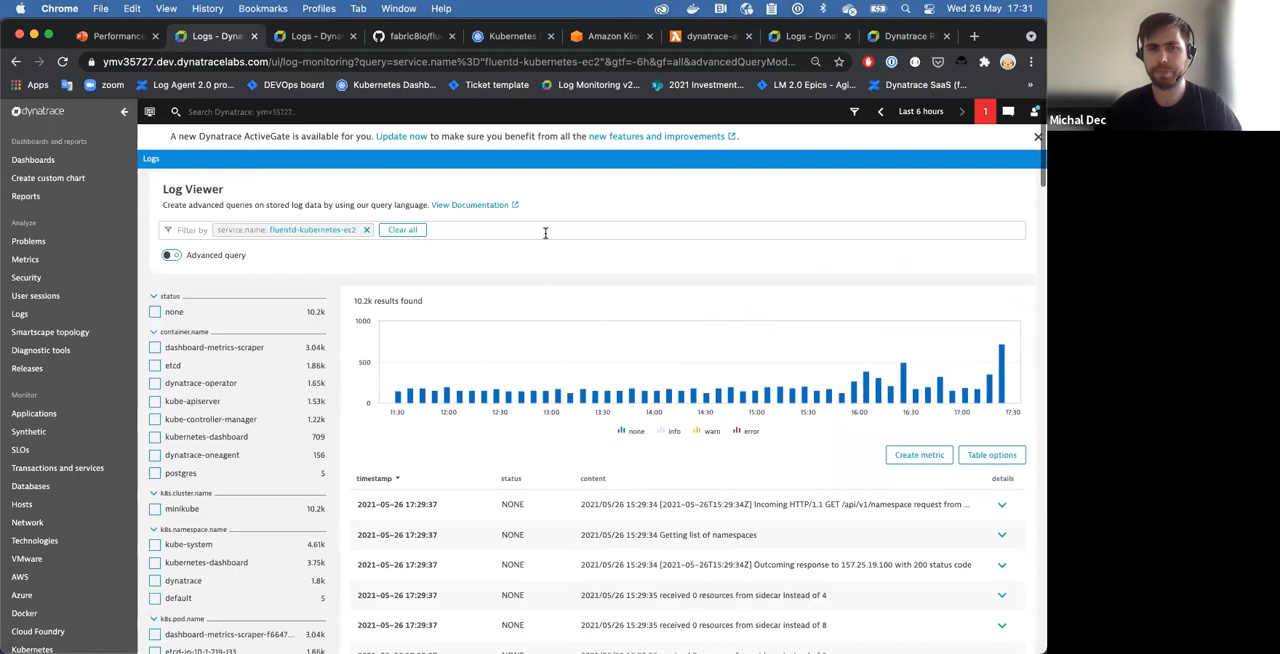 Chrome File Edit View History Bookmarks Profiles Tab Window Help Wed 26 May 17:31
Performance Logs - Dyna Logs - Dyna fabric8io/flu Kubernetes Amazon Kin dynatrace-a Logs - Dyna Dynatrace R
ymv35727.dev.dynatracelabs.com/ui/log-monitoring?query=service.name%3D"fluentd-kubernetes-ec2"&gtf=-6h&gf=all&advancedQueryMod...
Apps zoom Log Agent 2.0 pro... DEVOps board Kubernetes Dashb... Ticket template Log Monitoring v2... 2021 Investment... LM 2.0 Epics - Agi... Dynatrace SaaS (f... »
dynatrace
Search Dynatrace: ymv35727...
Last 6 hours
1
Michal Dec
A new Dynatrace ActiveGate is available for you. Update now to make sure you benefit from all the new features and improvements.
Logs
Dashboards and reports
Dashboards
Create custom chart
Reports
Analyze
Problems
Metrics
Security
User sessions
Logs
Smartscape topology
Diagnostic tools
Releases
Monitor
Applications
Synthetic
SLOs
Transactions and services
Databases
Hosts
Network
Technologies
VMware
AWS
Azure
Docker
Cloud Foundry
Kubernetes
Log Viewer
Create advanced queries on stored log data by using our query language. View Documentation
Filter by service.name: fluentd-kubernetes-ec2 Clear all
Advanced query
status
none 10.2k
container.name
dashboard-metrics-scraper 3.04k
etcd 1.86k
dynatrace-operator 1.65k
kube-apiserver 1.53k
kube-controller-manager 1.22k
kubernetes-dashboard 709
dynatrace-oneagent 156
postgres 5
k8s.cluster.name
minikube 10.2k
k8s.namespace.name
kube-system 4.61k
kubernetes-dashboard 3.75k
dynatrace 1.8k
default 5
k8s.pod.name
dashboard-metrics-scraper-f6647... 3.04k
etcd-ip-10-1-219-133 1.86k
10.2k results found
1000
500
0
11:30 12:00 12:30 13:00 13:30 14:00 14:30 15:00 15:30 16:00 16:30 17:00 17:30
none info warn error
Create metric Table options
timestamp status content details
2021-05-26 17:29:37 NONE 2021/05/26 15:29:34 [2021-05-26T15:29:34Z] Incoming HTTP/1.1 GET /api/v1/namespace request from ...
2021-05-26 17:29:37 NONE 2021/05/26 15:29:34 Getting list of namespaces
2021-05-26 17:29:37 NONE 2021/05/26 15:29:34 [2021-05-26T15:29:34Z] Outcoming response to 157.25.19.100 with 200 status code
2021-05-26 17:29:37 NONE 2021/05/26 15:29:35 received 0 resources from sidecar instead of 4
2021-05-26 17:29:37 NONE 2021/05/26 15:29:35 received 0 resources from sidecar instead of 8